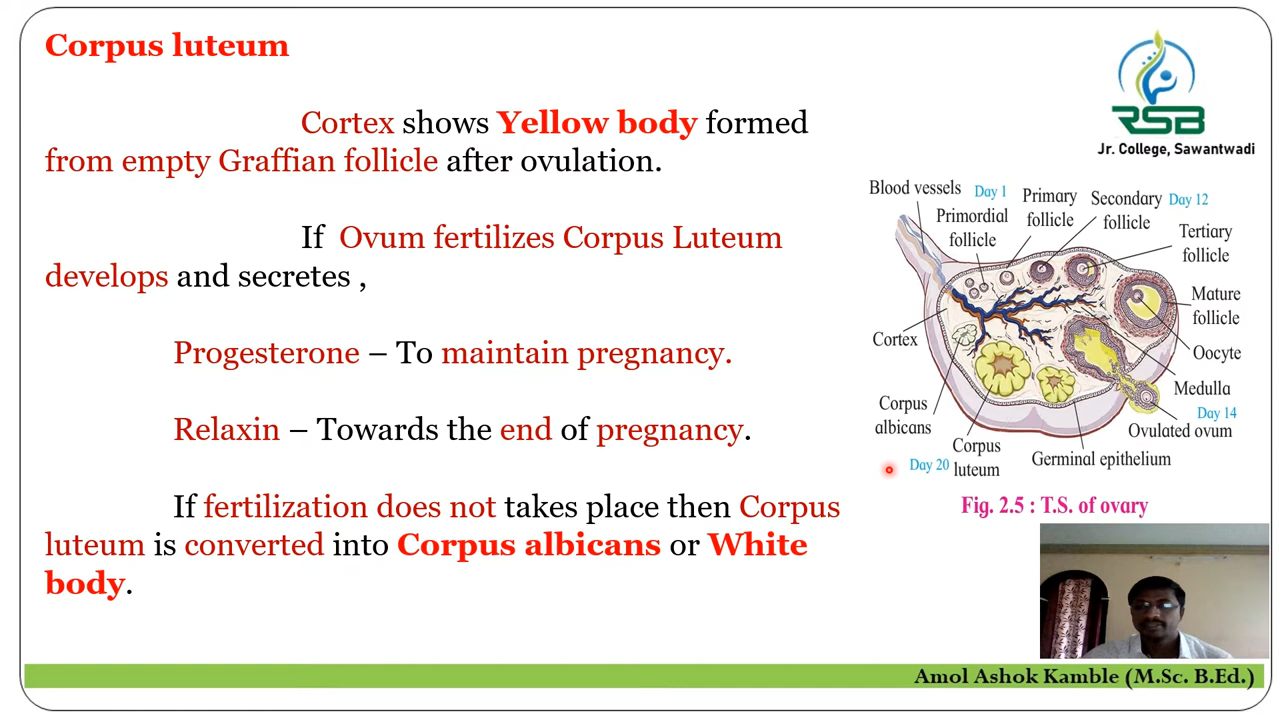 Corpus luteum
Cortex shows Yellow body formed
from empty Graffian follicle after ovulation.
If Ovum fertilizes Corpus Luteum
develops and secretes ,
Progesterone – To maintain pregnancy.
Relaxin – Towards the end of pregnancy.
If fertilization does not takes place then Corpus
luteum is converted into Corpus albicans or White
body.
RSB
Jr. College, Sawantwadi
Blood vessels
Day 1
Primordial
follicle
Primary
follicle
Secondary
follicle
Day 12
Tertiary
follicle
Mature
follicle
Oocyte
Medulla
Day 14
Ovulated ovum
Germinal epithelium
Cortex
Corpus
albicans
Day 20
Corpus
luteum
Fig. 2.5 : T.S. of ovary
Amol Ashok Kamble (M.Sc. B.Ed.)